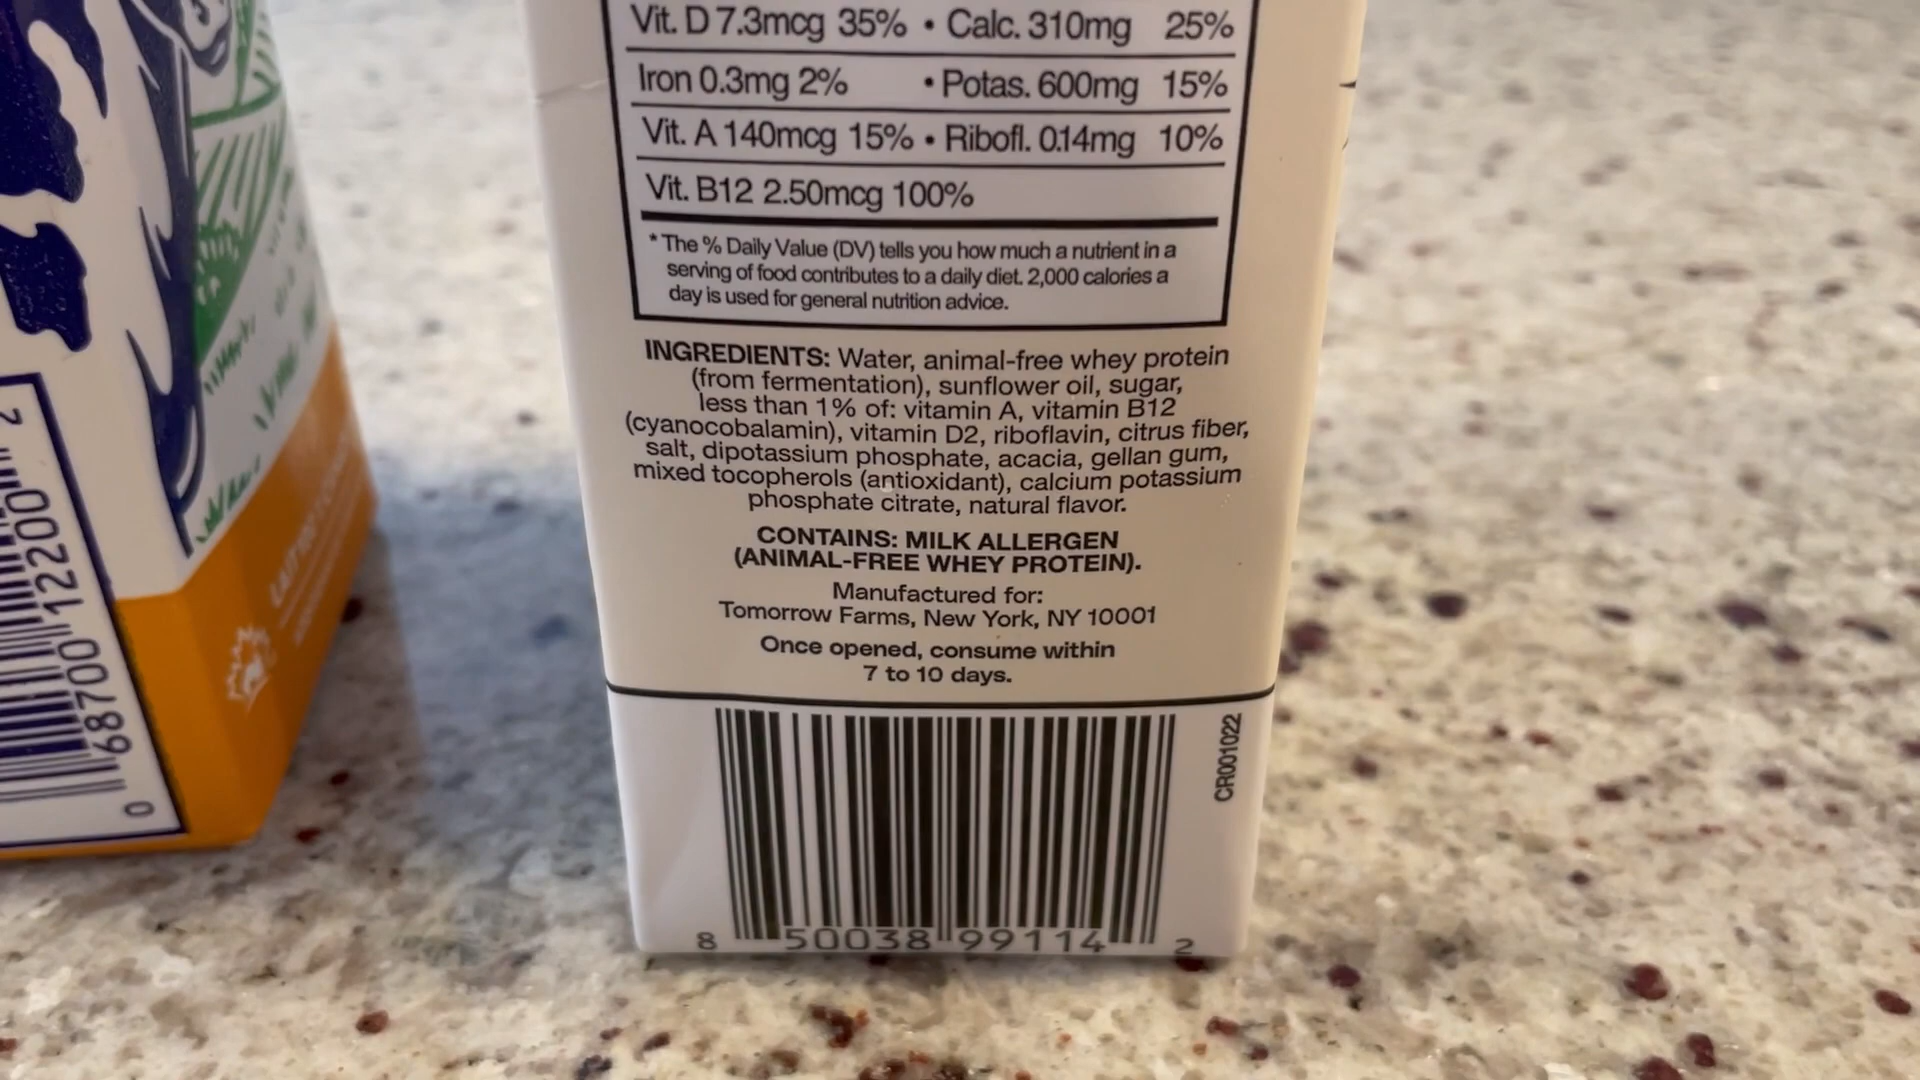 Vit. D 7.3mcg 35% • Calc. 310mg 25%
Iron 0.3mg 2% • Potas. 600mg 15%
Vit. A 140mcg 15% • Ribofl. 0.14mg 10%
Vit. B12 2.50mcg 100%
* The % Daily Value (DV) tells you how much a nutrient in a
serving of food contributes to a daily diet. 2,000 calories a
day is used for general nutrition advice.
INGREDIENTS: Water, animal-free whey protein
(from fermentation), sunflower oil, sugar,
less than 1% of: vitamin A, vitamin B12
(cyanocobalamin), vitamin D2, riboflavin, citrus fiber,
salt, dipotassium phosphate, acacia, gellan gum,
mixed tocopherols (antioxidant), calcium potassium
phosphate citrate, natural flavor.
CONTAINS: MILK ALLERGEN
(ANIMAL-FREE WHEY PROTEIN).
Manufactured for:
Tomorrow Farms, New York, NY 10001
Once opened, consume within
7 to 10 days.
CR001022
8 50038 99114 2
0 68700 12200 2